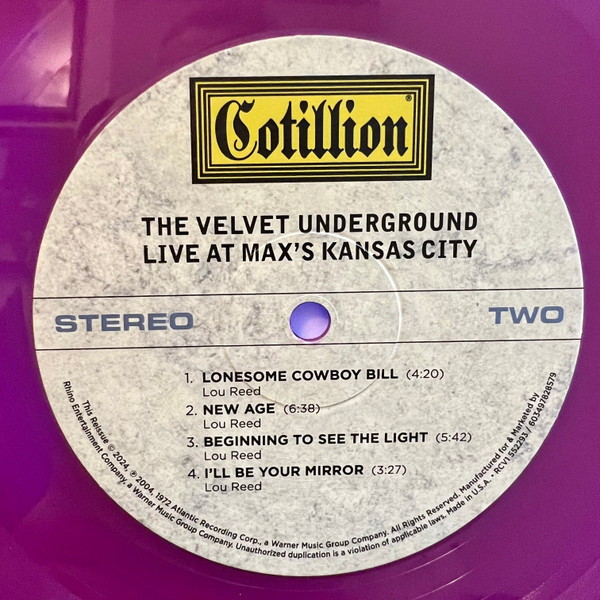 Cotillion®
THE VELVET UNDERGROUND
LIVE AT MAX'S KANSAS CITY
STEREO
TWO
1. LONESOME COWBOY BILL (4:20)
Lou Reed
2. NEW AGE (6:38)
Lou Reed
3. BEGINNING TO SEE THE LIGHT (5:42)
Lou Reed
4. I'LL BE YOUR MIRROR (3:27)
Lou Reed
This Reissue © 2024, ℗ 2004, 1972 Atlantic Recording Corp., a Warner Music Group Company. All Rights Reserved. Manufactured for & Marketed by
Rhino Entertainment Company, a Warner Music Group Company. Unauthorized duplication is a violation of applicable laws. Made in U.S.A. • RCV1 552293 / 603497828579